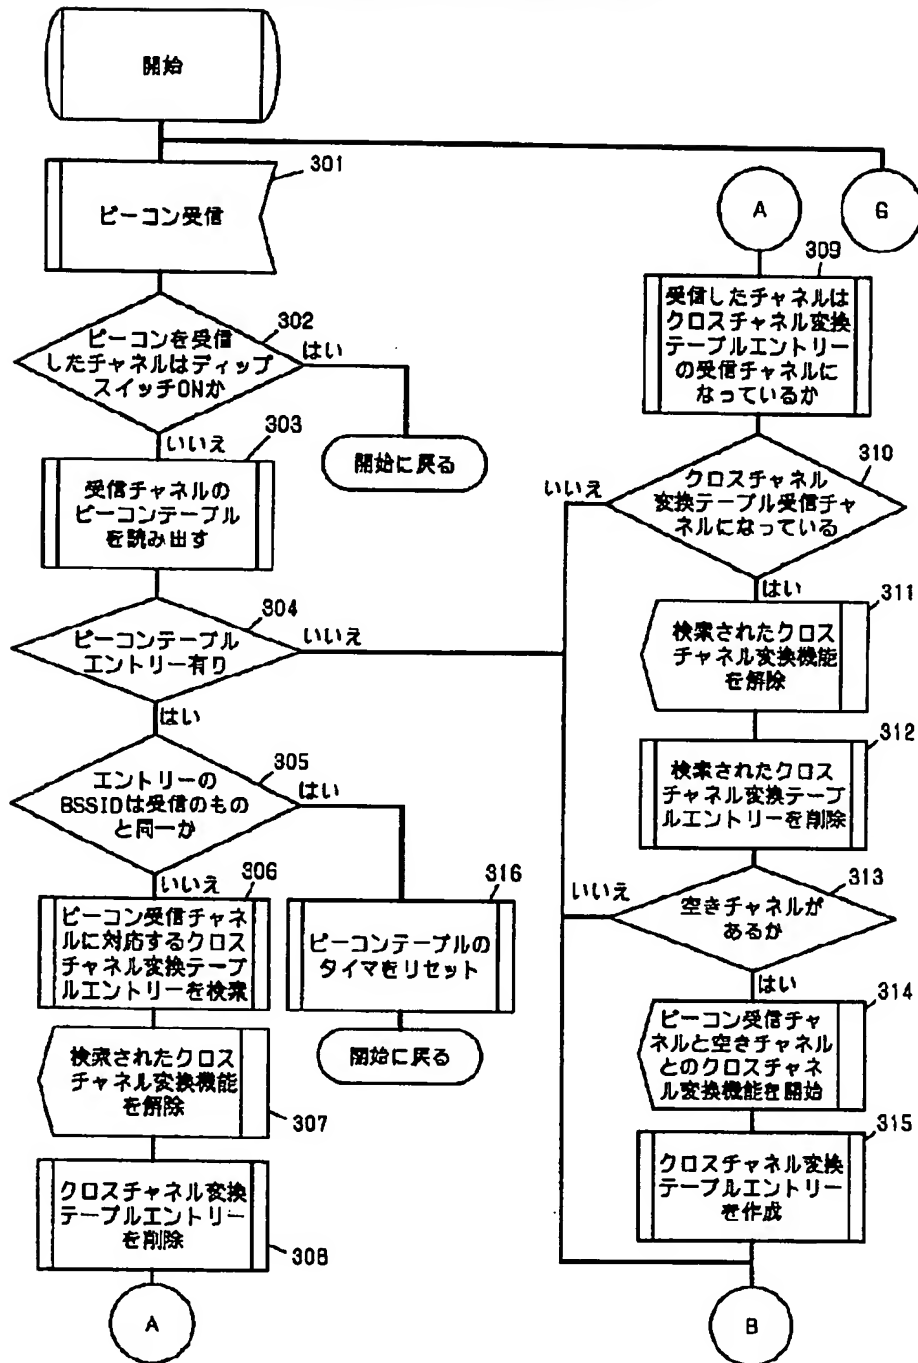 開始
301
ビーコン受信
302
ビーコンを受信
したチャネルはディップ
スイッチONか
はい
いいえ
303
開始に戻る
受信チャネルの
ビーコンテーブル
を読み出す
304
ビーコンテーブル
エントリー有り
いいえ
はい
305
エントリーの
BSSIDは受信のもの
と同一か
はい
いいえ
306
ビーコン受信チャネ
ルに対応するクロス
チャネル変換テーブ
ルエントリーを検索
316
ビーコンテーブルの
タイマをリセット
開始に戻る
検索されたクロス
チャネル変換機能
を解除
307
クロスチャネル変換
テーブルエントリー
を削除
308
A
A
G
309
受信したチャネルは
クロスチャネル変換
テーブルエントリー
の受信チャネルに
なっているか
310
いいえ
クロスチャネル
変換テーブル受信チャ
ネルになっている
はい
311
検索されたクロス
チャネル変換機能
を解除
312
検索されたクロス
チャネル変換テーブ
ルエントリーを削除
313
いいえ
空きチャネルが
あるか
はい
314
ビーコン受信チャ
ネルと空きチャネル
とのクロスチャネ
ル変換機能を開始
315
クロスチャネル変換
テーブルエントリー
を作成
B